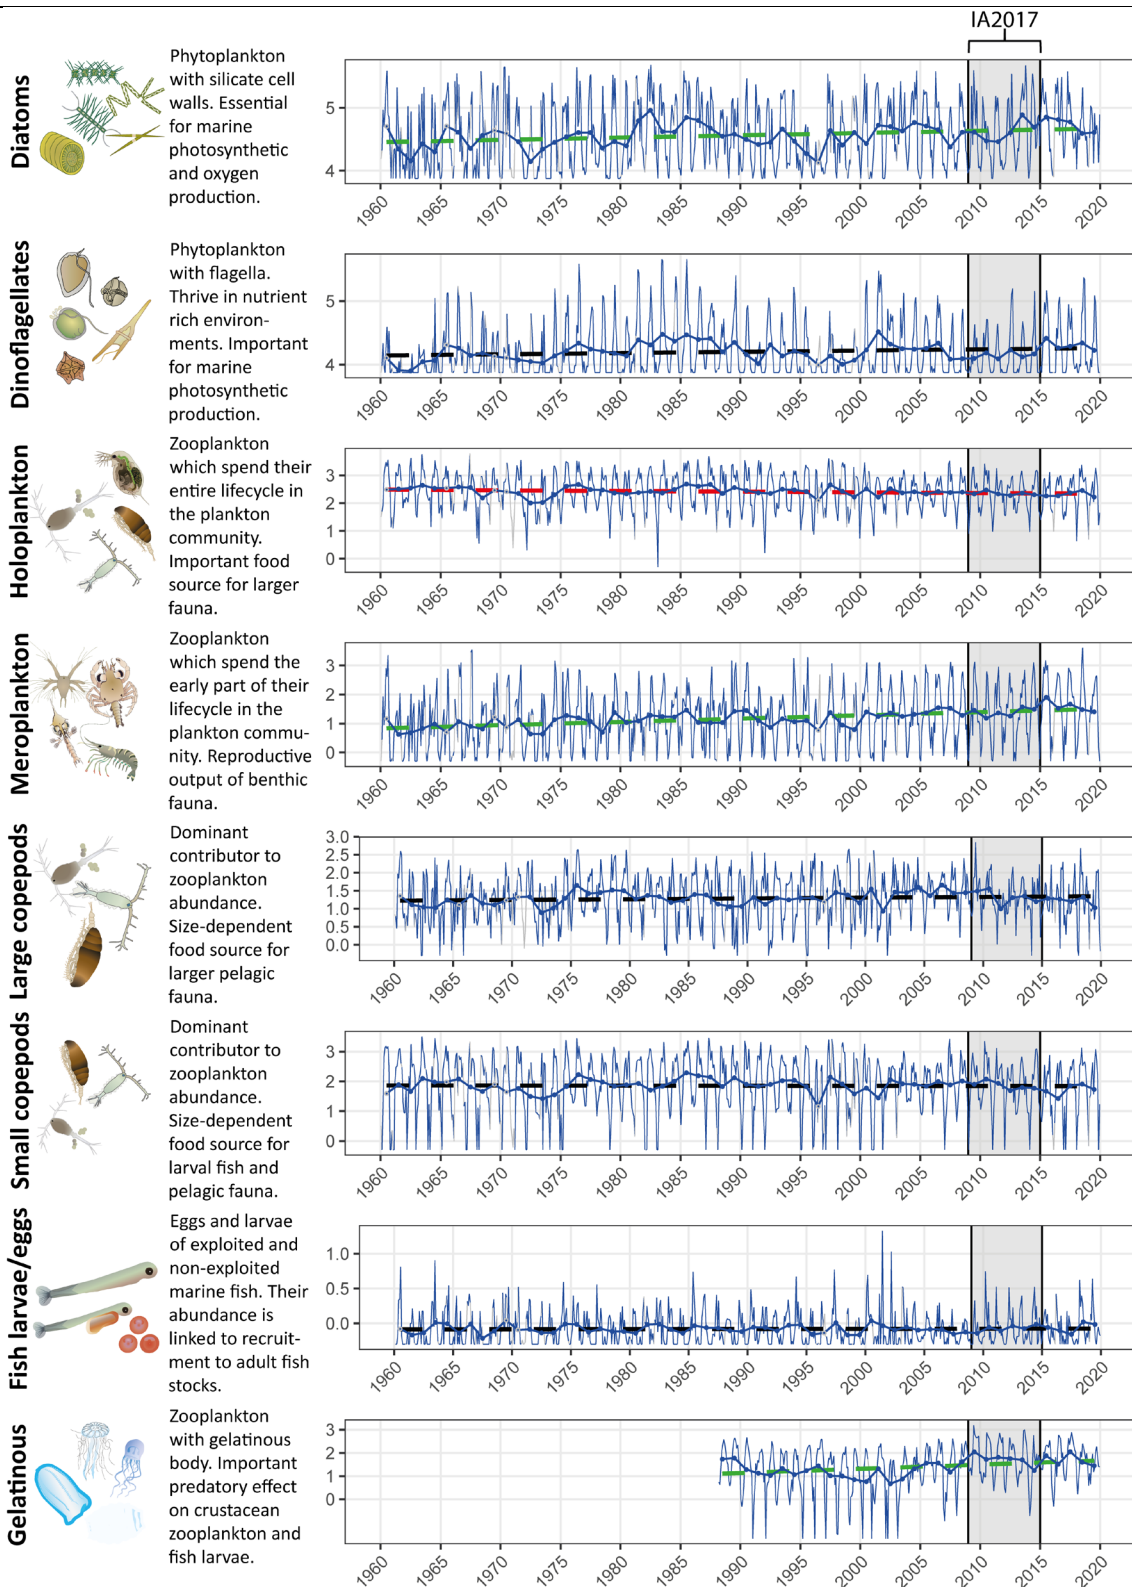 IA2017
Diatoms
Phytoplankton
with silicate cell
walls. Essential
for marine
photosynthetic
and oxygen
production.
5
4
1960 1965 1970 1975 1980 1985 1990 1995 2000 2005 2010 2015 2020
Dinoflagellates
Phytoplankton
with flagella.
Thrive in nutrient
rich environ-
ments. Important
for marine
photosynthetic
production.
5
4
1960 1965 1970 1975 1980 1985 1990 1995 2000 2005 2010 2015 2020
Holoplankton
Zooplankton
which spend their
entire lifecycle in
the plankton
community.
Important food
source for larger
fauna.
3
2
1
0
1960 1965 1970 1975 1980 1985 1990 1995 2000 2005 2010 2015 2020
Meroplankton
Zooplankton
which spend the
early part of their
lifecycle in the
plankton commu-
nity. Reproductive
output of benthic
fauna.
3
2
1
0
1960 1965 1970 1975 1980 1985 1990 1995 2000 2005 2010 2015 2020
Large copepods
Dominant
contributor to
zooplankton
abundance.
Size-dependent
food source for
larger pelagic
fauna.
3.0
2.5
2.0
1.5
1.0
0.5
0.0
1960 1965 1970 1975 1980 1985 1990 1995 2000 2005 2010 2015 2020
Small copepods
Dominant
contributor to
zooplankton
abundance.
Size-dependent
food source for
larval fish and
pelagic fauna.
3
2
1
0
1960 1965 1970 1975 1980 1985 1990 1995 2000 2005 2010 2015 2020
Fish larvae/eggs
Eggs and larvae
of exploited and
non-exploited
marine fish. Their
abundance is
linked to recruit-
ment to adult fish
stocks.
1.0
0.5
0.0
1960 1965 1970 1975 1980 1985 1990 1995 2000 2005 2010 2015 2020
Gelatinous
Zooplankton
with gelatinous
body. Important
predatory effect
on crustacean
zooplankton and
fish larvae.
3
2
1
0
1960 1965 1970 1975 1980 1985 1990 1995 2000 2005 2010 2015 2020